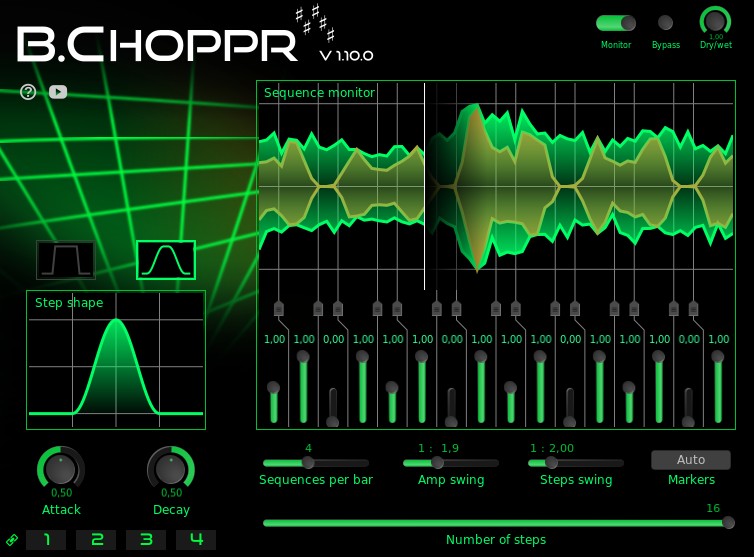 B.CHOPPR
V 1.10.0
1,00
Monitor Bypass Dry/wet
Sequence monitor
Step shape
1,00 1,00 0,00 1,00 1,00 1,00 0,00 1,00 1,00 1,00 0,00 1,00 1,00 1,00 0,00 1,00
4 1 : 1,9 1 : 2,00
Auto
Sequences per bar Amp swing Steps swing Markers
0,50 0,50
Attack Decay
16
Number of steps
1 2 3 4